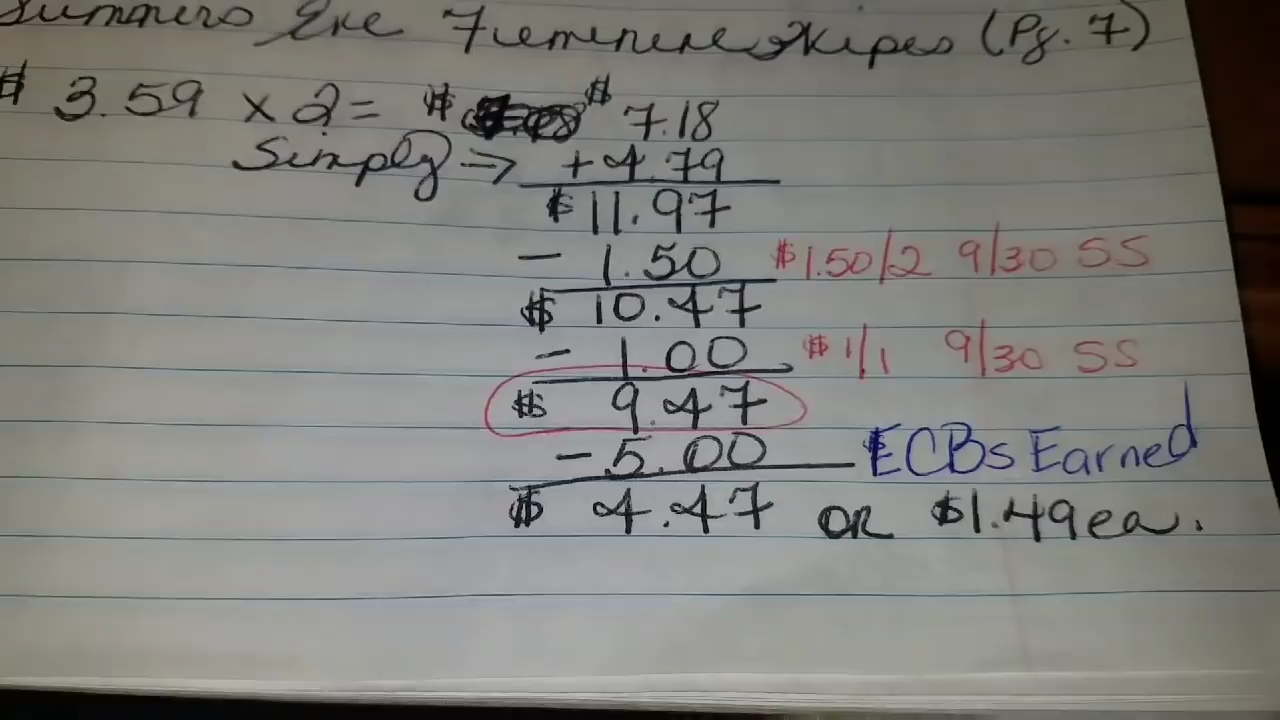 Summers Eve Feminine Wipes (Pg. 7)
$ 3.59 x 2 = $ $ 7.18
Simply → + 4.79
$ 11.97
- 1.50 $1.50/2 9/30 SS
$ 10.47
- 1.00 $1/1 9/30 SS
$ 9.47
- 5.00 ECBs Earned
$ 4.47 OR $1.49 ea.